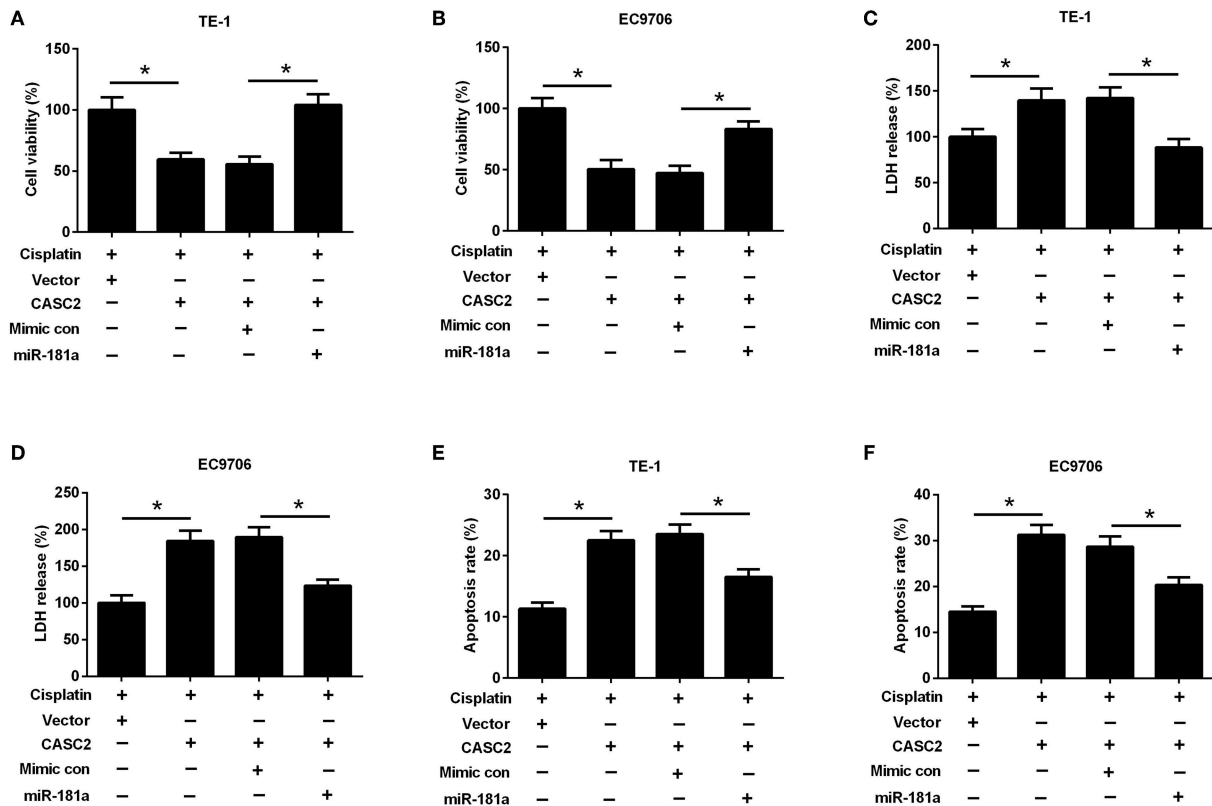 A
TE-1
Cell viability (%)
150
100
50
0
*
*
Cisplatin + + + +
Vector + – – –
CASC2 – + + +
Mimic con – – + –
miR-181a – – – +
B
EC9706
Cell viability (%)
150
100
50
0
*
*
Cisplatin + + + +
Vector + – – –
CASC2 – + + +
Mimic con – – + –
miR-181a – – – +
C
TE-1
LDH release (%)
200
150
100
50
0
*
*
Cisplatin + + + +
Vector + – – –
CASC2 – + + +
Mimic con – – + –
miR-181a – – – +
D
EC9706
LDH release (%)
250
200
150
100
50
0
*
*
Cisplatin + + + +
Vector + – – –
CASC2 – + + +
Mimic con – – + –
miR-181a – – – +
E
TE-1
Apoptosis rate (%)
30
20
10
0
*
*
Cisplatin + + + +
Vector + – – –
CASC2 – + + +
Mimic con – – + –
miR-181a – – – +
F
EC9706
Apoptosis rate (%)
40
30
20
10
0
*
*
Cisplatin + + + +
Vector + – – –
CASC2 – + + +
Mimic con – – + –
miR-181a – – – +